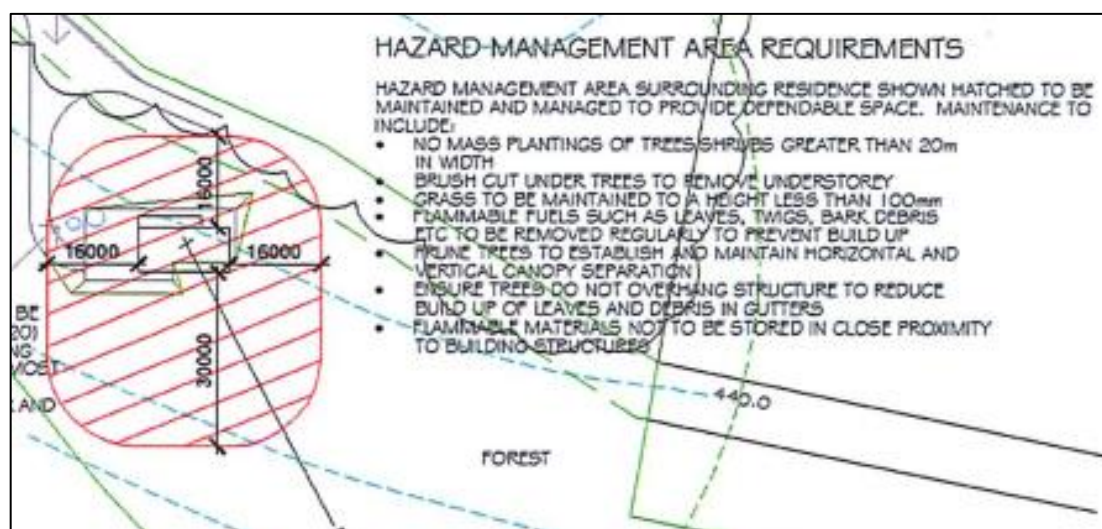 HAZARD MANAGEMENT AREA REQUIREMENTS
HAZARD MANAGEMENT AREA SURROUNDING RESIDENCE SHOWN HATCHED TO BE
MAINTAINED AND MANAGED TO PROVIDE DEFENDABLE SPACE. MAINTENANCE TO
INCLUDE:
• NO MASS PLANTINGS OF TREES SHRUBS GREATER THAN 20m
IN WIDTH
• BRUSH CUT UNDER TREES TO REMOVE UNDERSTOREY
• GRASS TO BE MAINTAINED TO A HEIGHT LESS THAN 100mm
• FLAMMABLE FUELS SUCH AS LEAVES, TWIGS, BARK DEBRIS
ETC TO BE REMOVED REGULARLY TO PREVENT BUILD UP
• PRUNE TREES TO ESTABLISH AND MAINTAIN HORIZONTAL AND
VERTICAL CANOPY SEPARATION
• ENSURE TREES DO NOT OVERHANG STRUCTURE TO REDUCE
BUILD UP OF LEAVES AND DEBRIS IN GUTTERS
• FLAMMABLE MATERIALS NOT TO BE STORED IN CLOSE PROXIMITY
TO BUILDING STRUCTURES
16000
16000
16000
30000
BE
20)
NG
MOST
AND
440.0
FOREST